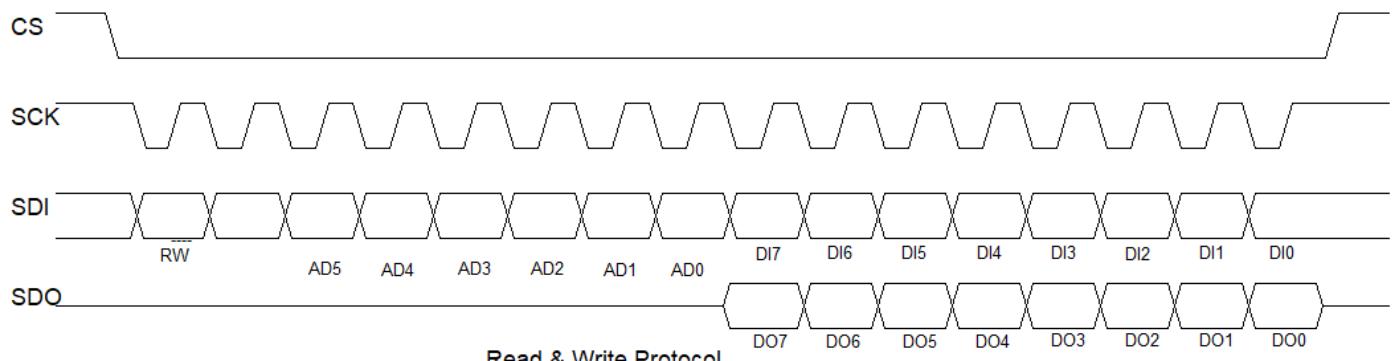 CS
SCK
SDI
RW DI7 DI6 DI5 DI4 DI3 DI2 DI1 DI0
AD5 AD4 AD3 AD2 AD1 AD0
SDO
DO7 DO6 DO5 DO4 DO3 DO2 DO1 DO0
Read & Write Protocol